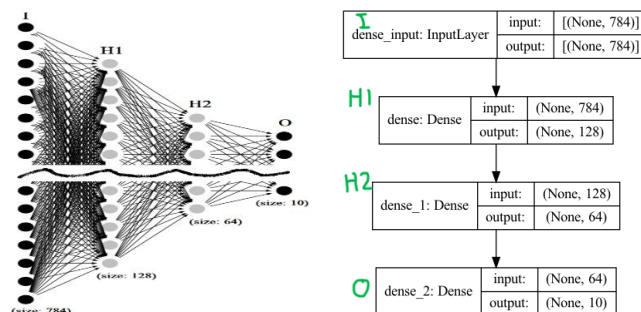 I
H1
H2
O
(size: 10)
(size: 64)
(size: 128)
(size: 784)
I
dense_input: InputLayer
input: [(None, 784)]
output: [(None, 784)]
H1
dense: Dense
input: (None, 784)
output: (None, 128)
H2
dense_1: Dense
input: (None, 128)
output: (None, 64)
O
dense_2: Dense
input: (None, 64)
output: (None, 10)